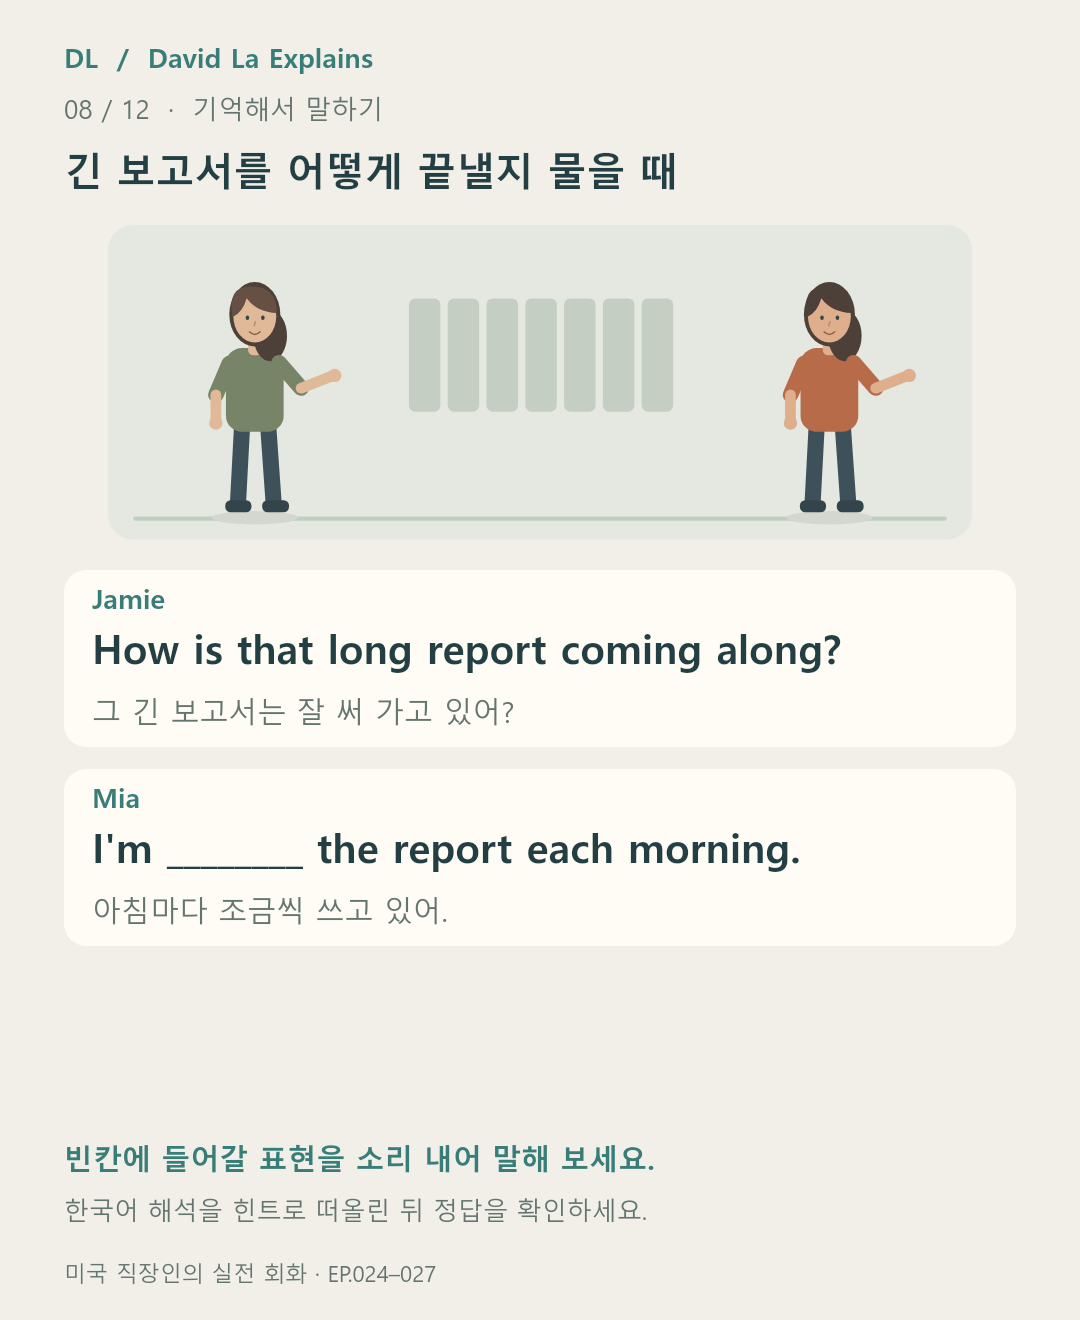 DL / David La Explains
08 / 12 · 기억해서 말하기
긴 보고서를 어떻게 끝낼지 물을 때
Jamie
How is that long report coming along?
그 긴 보고서는 잘 써 가고 있어?
Mia
I'm ________ the report each morning.
아침마다 조금씩 쓰고 있어.
빈칸에 들어갈 표현을 소리 내어 말해 보세요.
한국어 해석을 힌트로 떠올린 뒤 정답을 확인하세요.
미국 직장인의 실전 회화 · EP.024–027